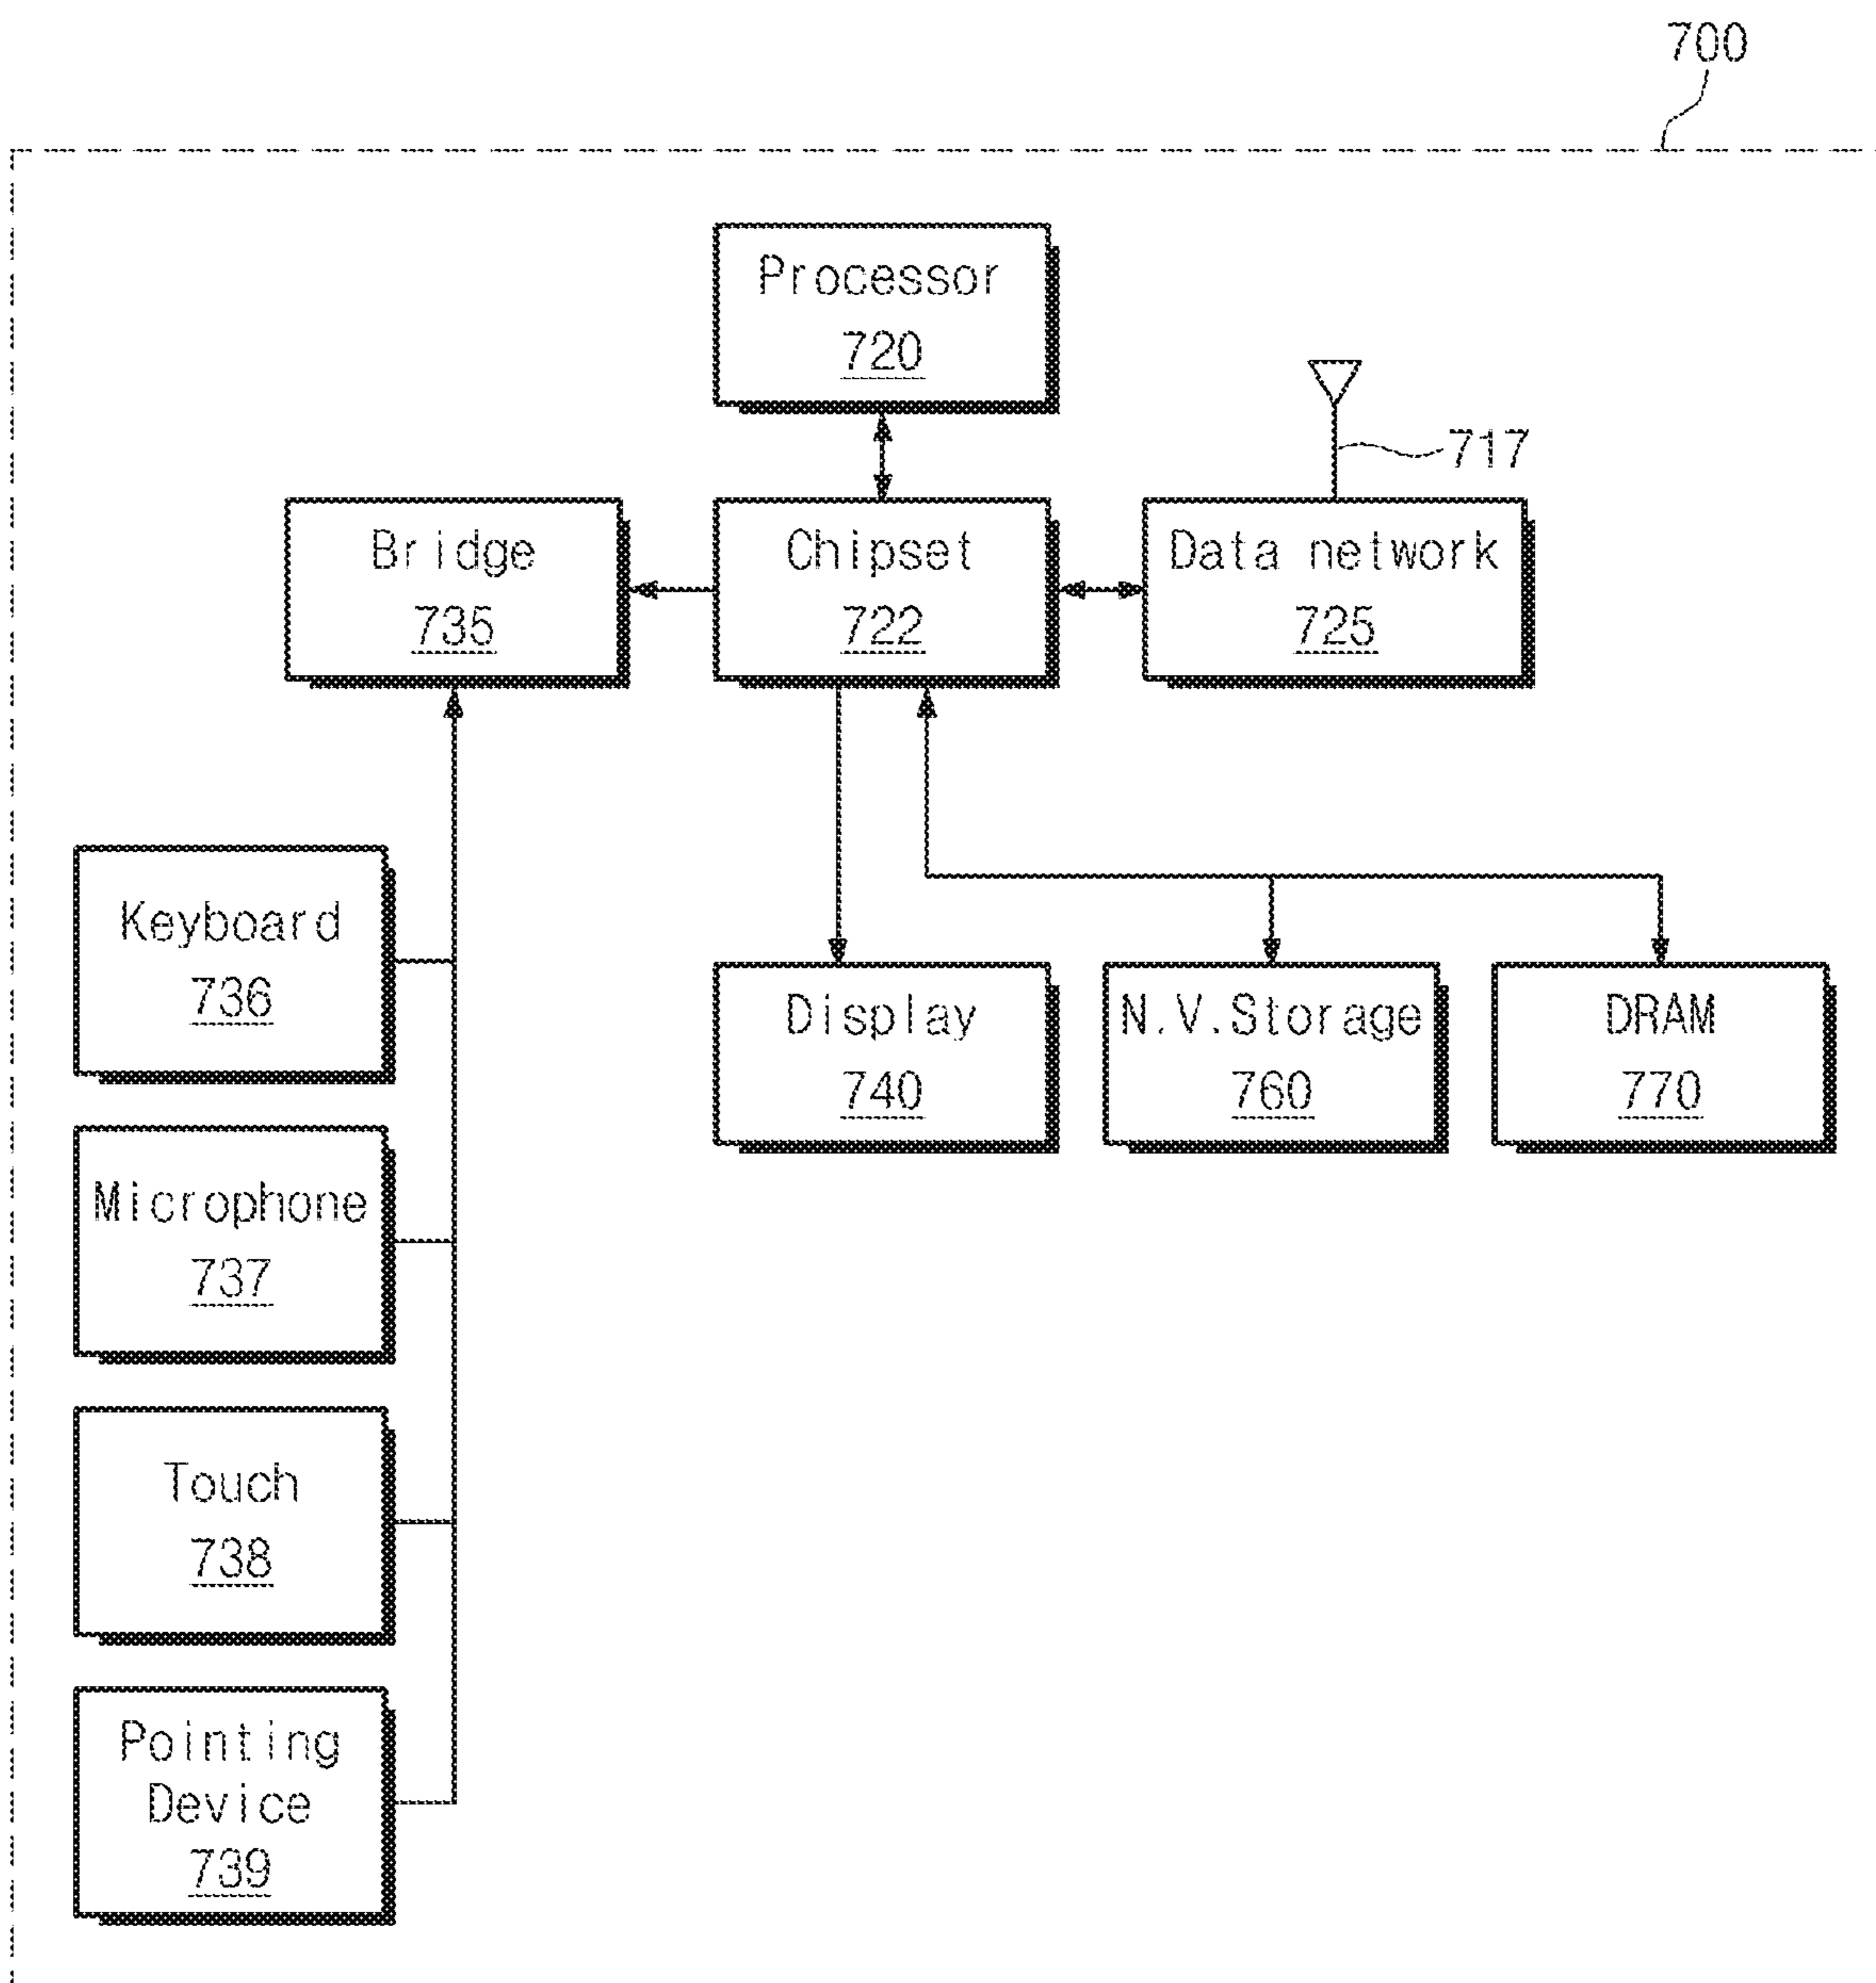 700
Processor
720
717
Bridge
735
Chipset
722
Data network
725
Keyboard
736
Display
740
N.V.Storage
760
DRAM
770
Microphone
737
Touch
738
Pointing
Device
739